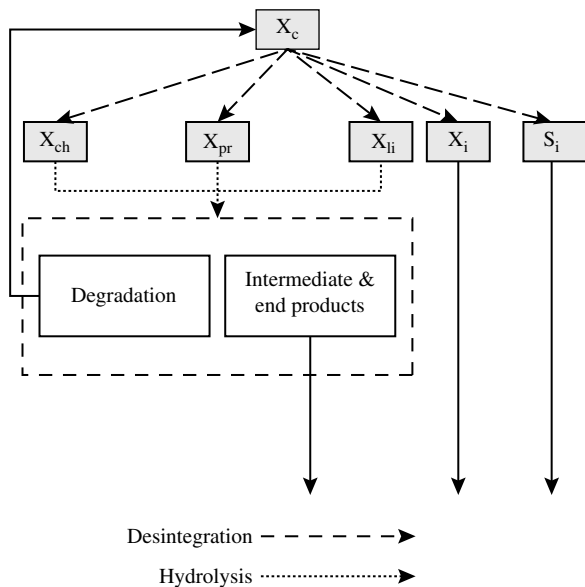 X_c
X_ch X_pr X_li X_i S_i
Degradation
Intermediate &
end products
Desintegration
Hydrolysis